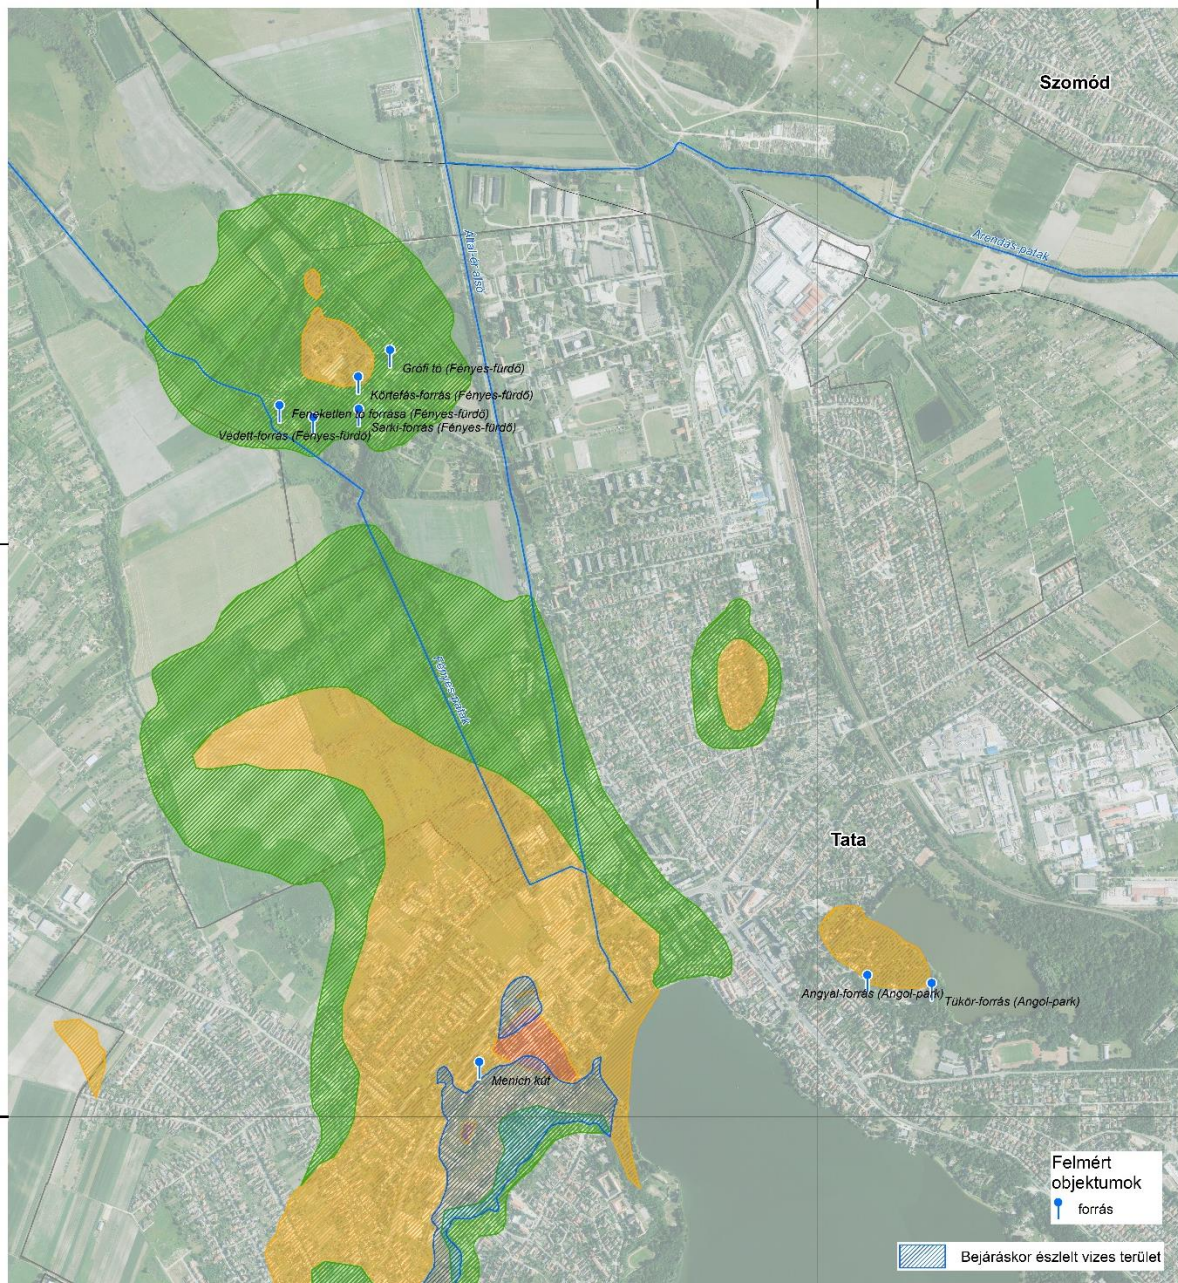 Szomód
Árendás-patak
Által-ér alsó
Grófi tó (Fényes-fürdő)
Körtefás-forrás (Fényes-fürdő)
Feneketlen tó forrása (Fényes-fürdő)
Sarki-forrás (Fényes-fürdő)
Védett-forrás (Fényes-fürdő)
Fényes-patak
Tata
Angyal-forrás (Angol-park)
Tükör-forrás (Angol-park)
Menich kút
Felmért
objektumok
forrás
Bejáráskor észlelt vizes terület